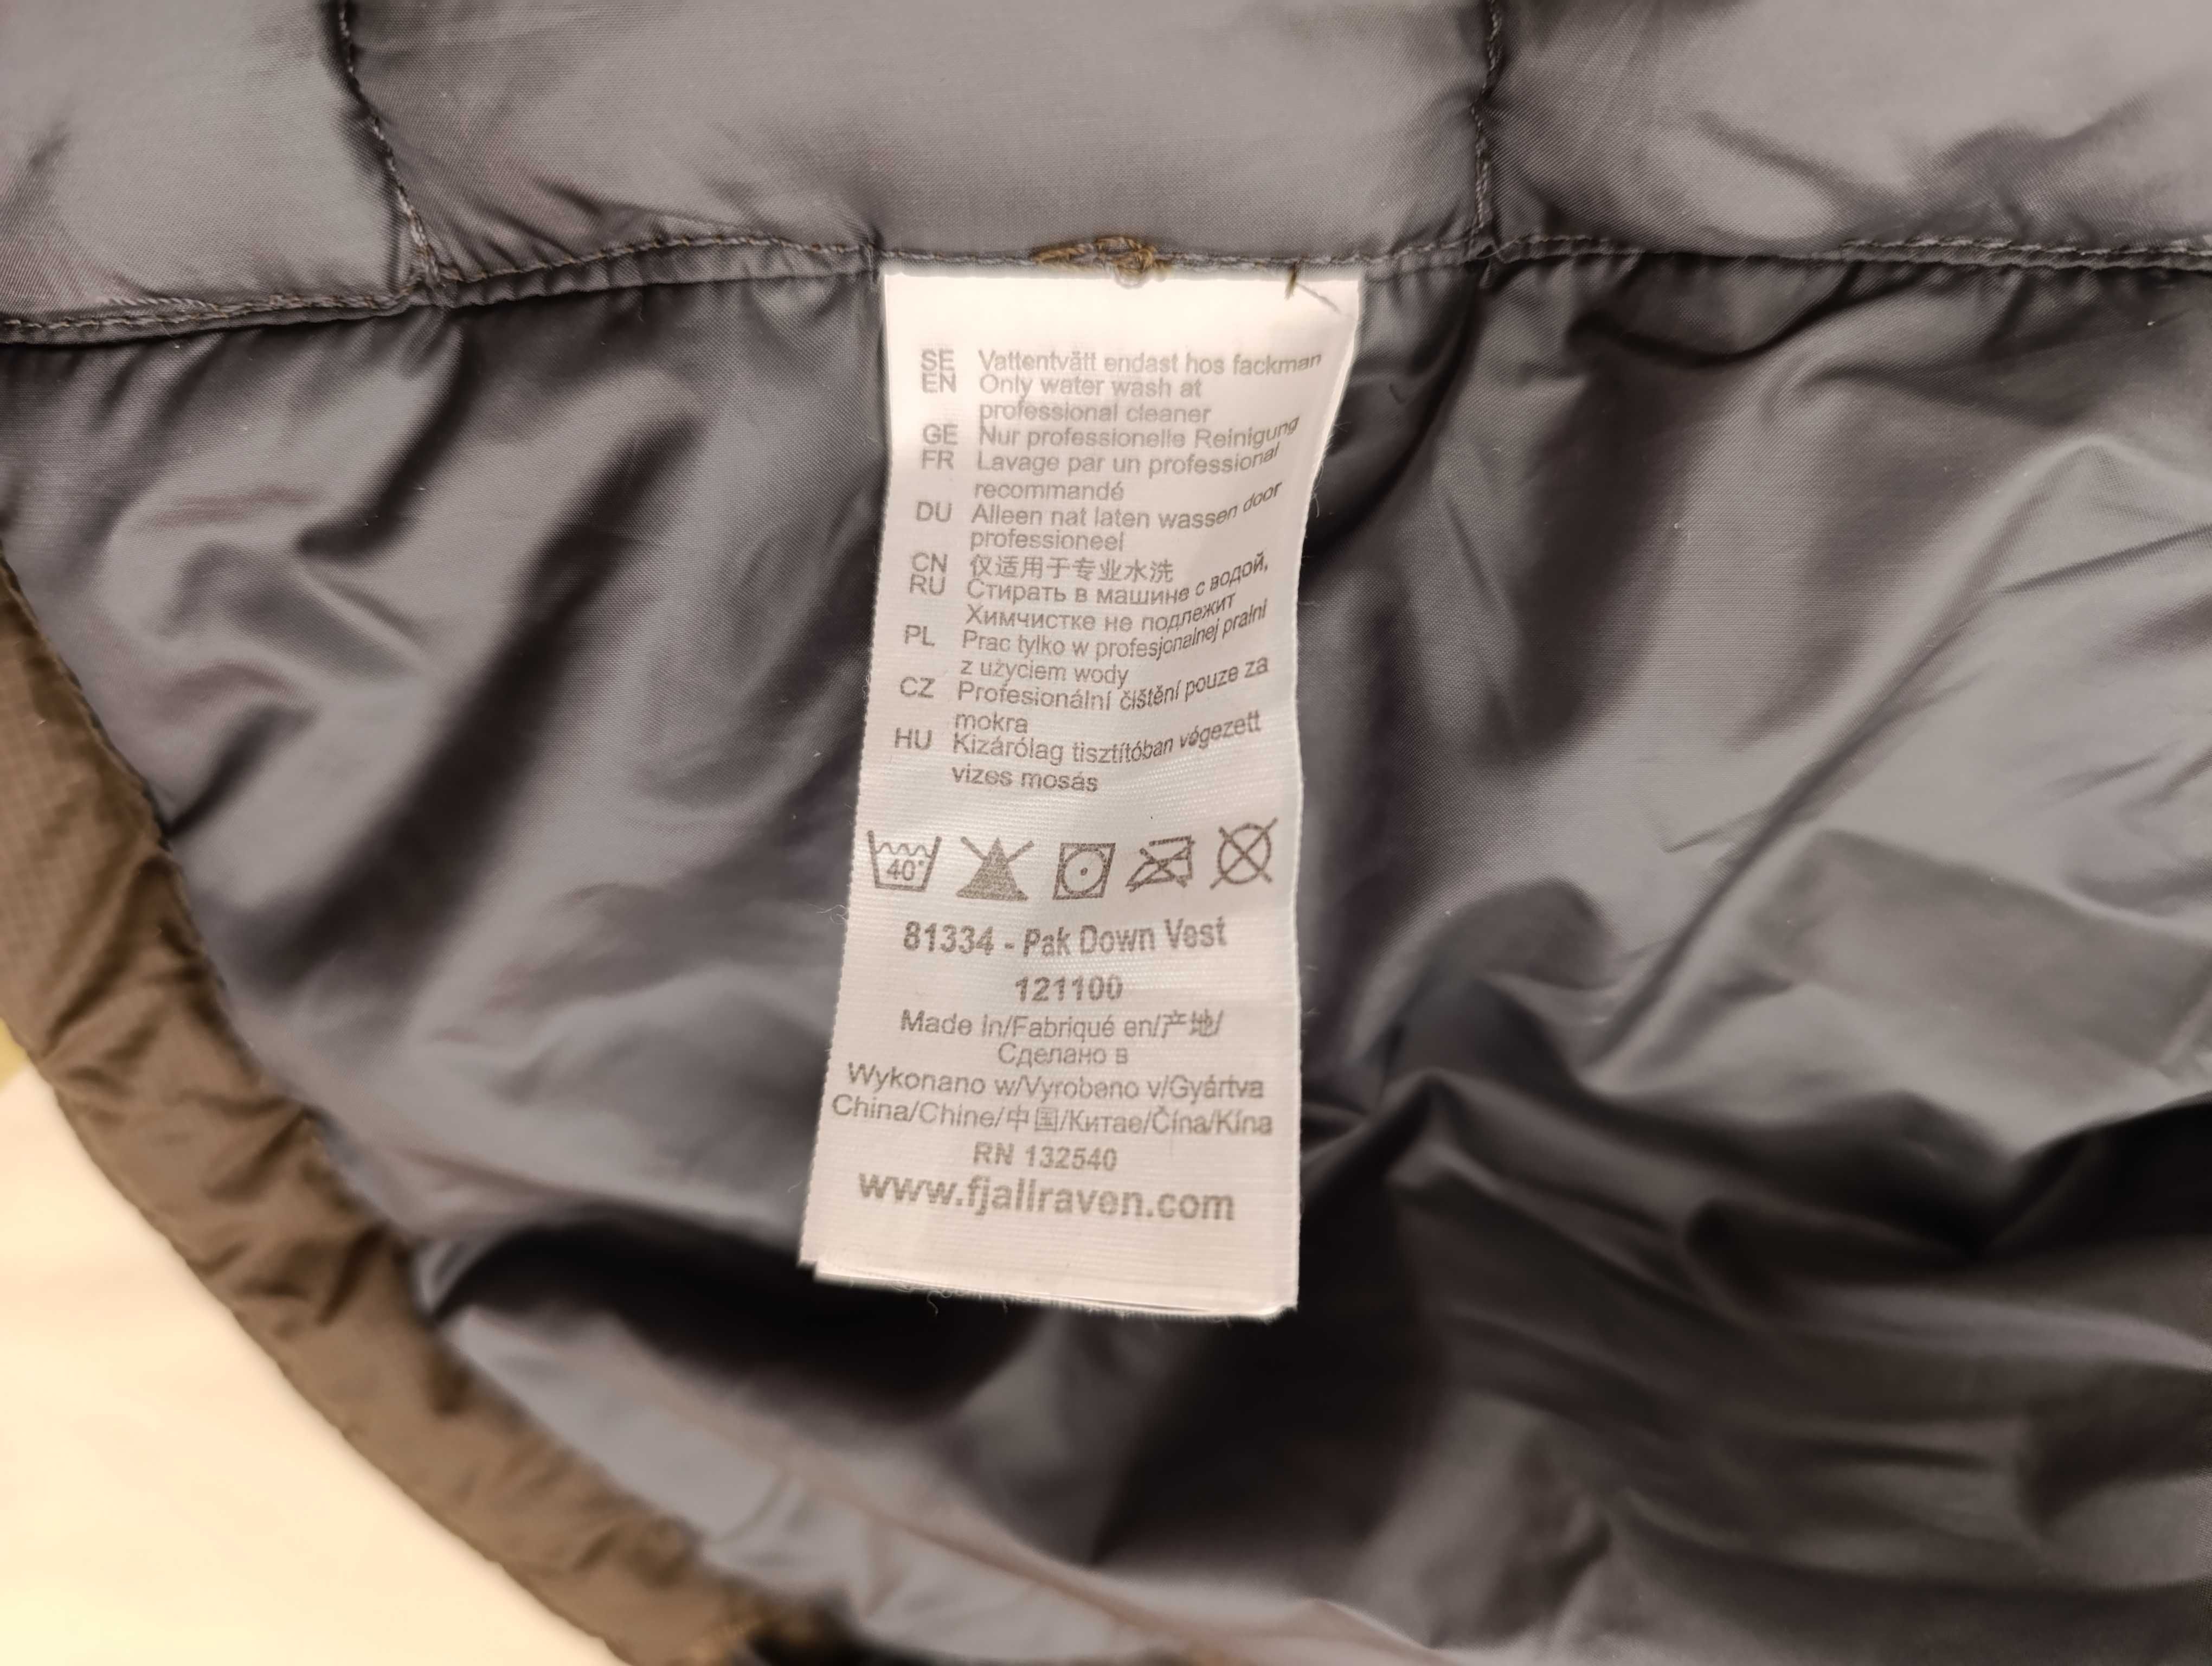 SE Vattentvätt endast hos fackman
EN Only water wash at
professional cleaner
GE Nur professionelle Reinigung
FR Lavage par un professional
recommandé
DU Alleen nat laten wassen door
professioneel
CN 仅适用于专业水洗
RU Стирать в машине с водой,
Химчистке не подлежит
PL Prac tylko w profesjonalnej pralni
z użyciem wody
CZ Profesionální čištění pouze za
mokra
HU Kizárólag tisztítóban végezett
vizes mosás
40°
81334 - Pak Down Vest
121100
Made in/Fabriqué en/产地/
Сделано в
Wykonano w/Vyrobeno v/Gyártva
China/Chine/中国/Китае/Čína/Kína
RN 132540
www.fjallraven.com